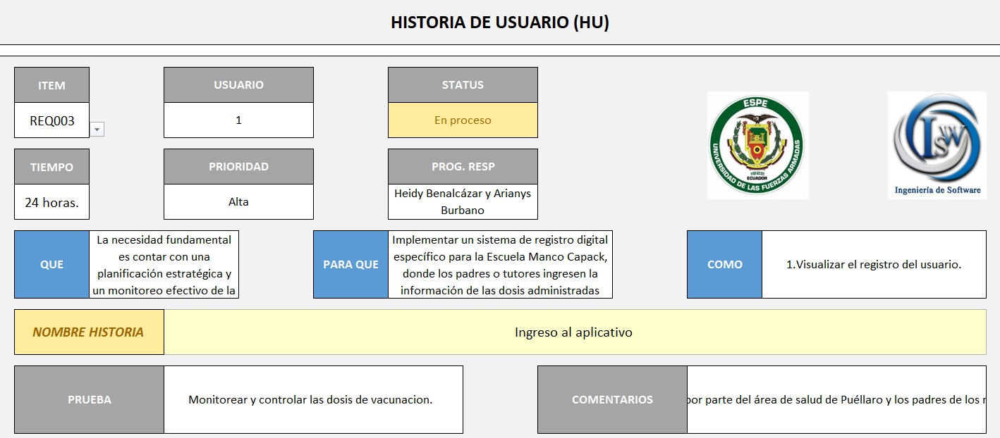 HISTORIA DE USUARIO (HU)
ITEM
USUARIO
STATUS
REQ003
1
En proceso
TIEMPO
PRIORIDAD
PROG. RESP
24 horas.
Alta
Heidy Benalcázar y Arianys
Burbano
ESPE
UNIVERSIDAD DE LAS FUERZAS ARMADAS
1922
ECUADOR
ISW
Ingeniería de Software
QUE
La necesidad fundamental
es contar con una
planificación estratégica y
un monitoreo efectivo de la
PARA QUE
Implementar un sistema de registro digital
específico para la Escuela Manco Capack,
donde los padres o tutores ingresen la
información de las dosis administradas
COMO
1.Visualizar el registro del usuario.
NOMBRE HISTORIA
Ingreso al aplicativo
PRUEBA
Monitorear y controlar las dosis de vacunacion.
COMENTARIOS
por parte del área de salud de Puéllaro y los padres de los